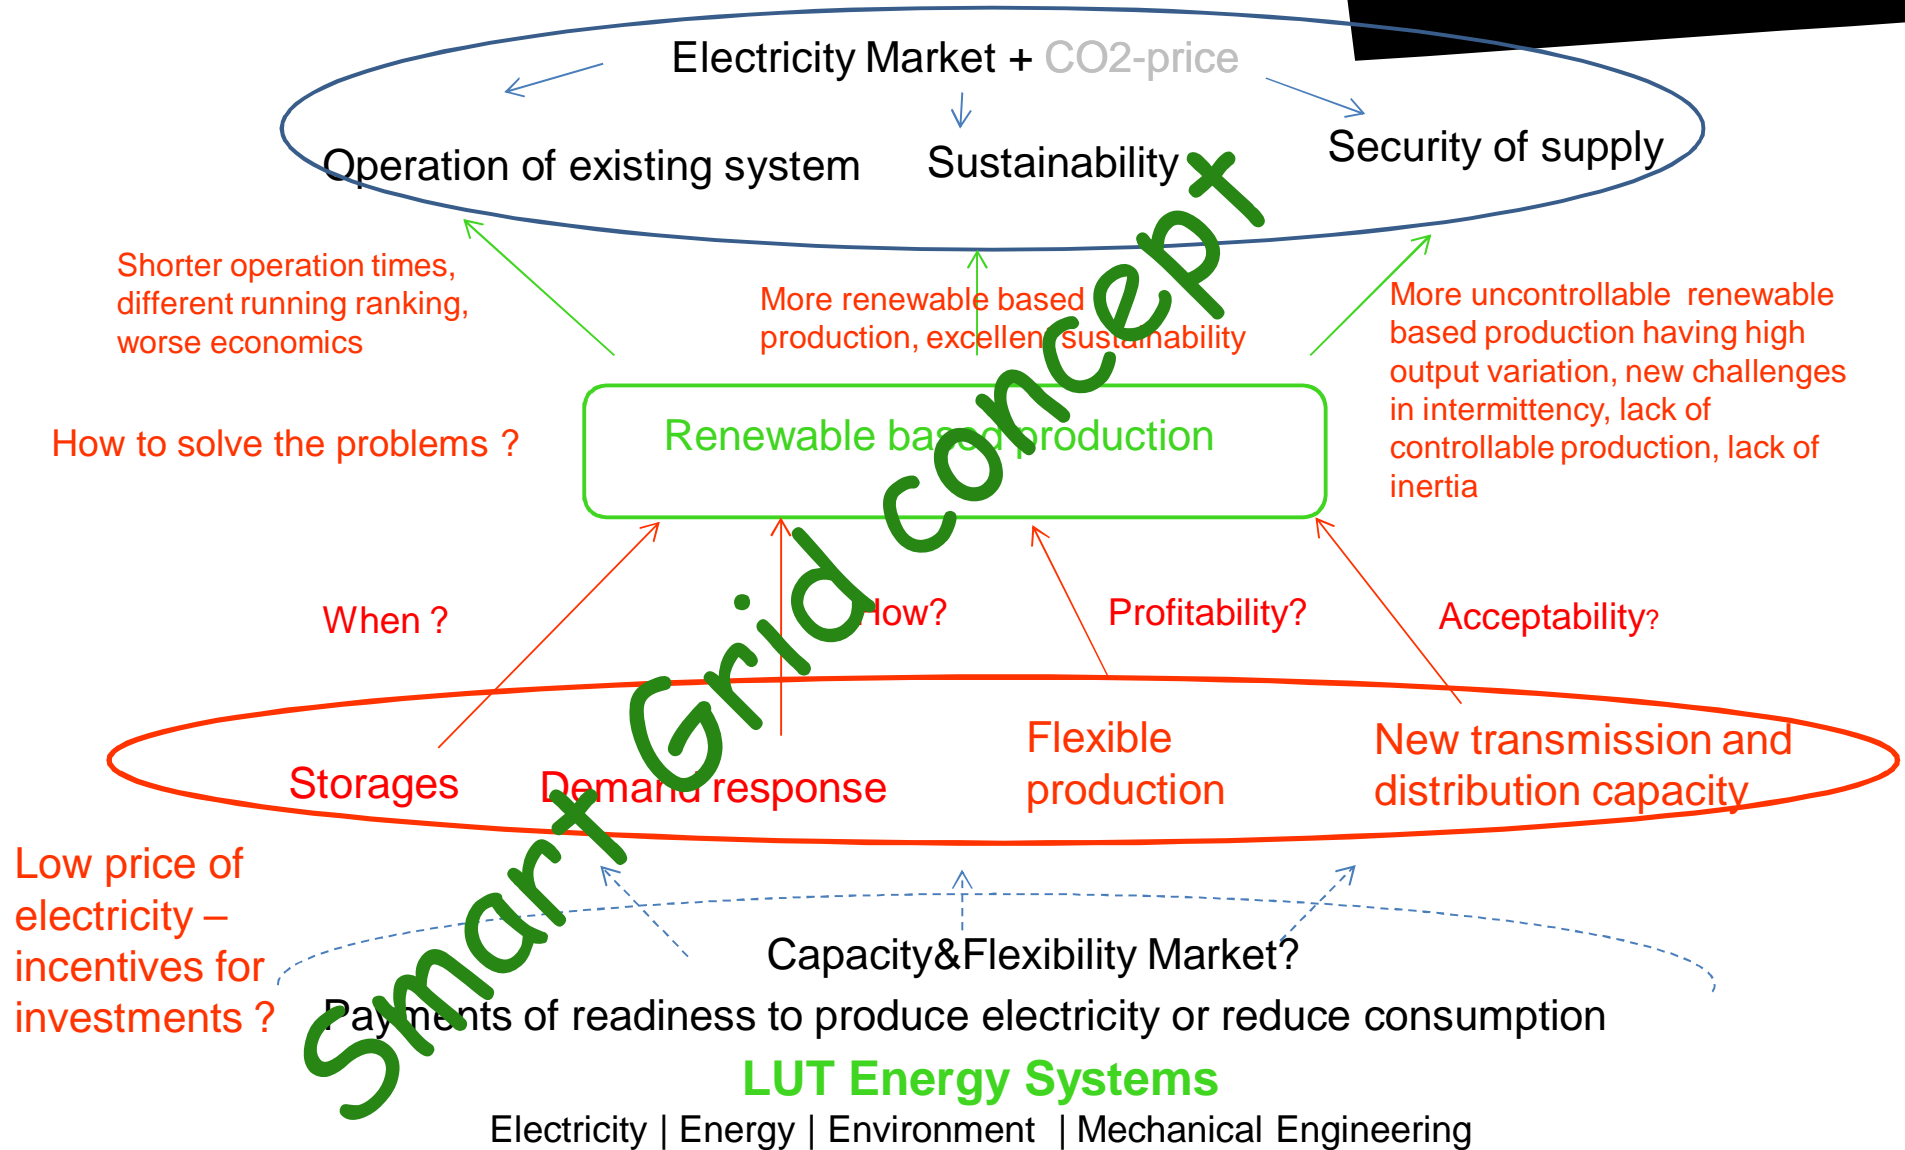 Electricity Market + CO2-price
Operation of existing system
Sustainability
Security of supply
Shorter operation times,
different running ranking,
worse economics
More renewable based
production, excellent sustainability
More uncontrollable renewable
based production having high
output variation, new challenges
in intermittency, lack of
controllable production, lack of
inertia
How to solve the problems ?
Renewable based production
When ?
How?
Profitability?
Acceptability?
Storages
Demand response
Flexible
production
New transmission and
distribution capacity
Low price of
electricity –
incentives for
investments ?
Capacity&Flexibility Market?
Payments of readiness to produce electricity or reduce consumption
Smart Grid concept
LUT Energy Systems
Electricity | Energy | Environment | Mechanical Engineering